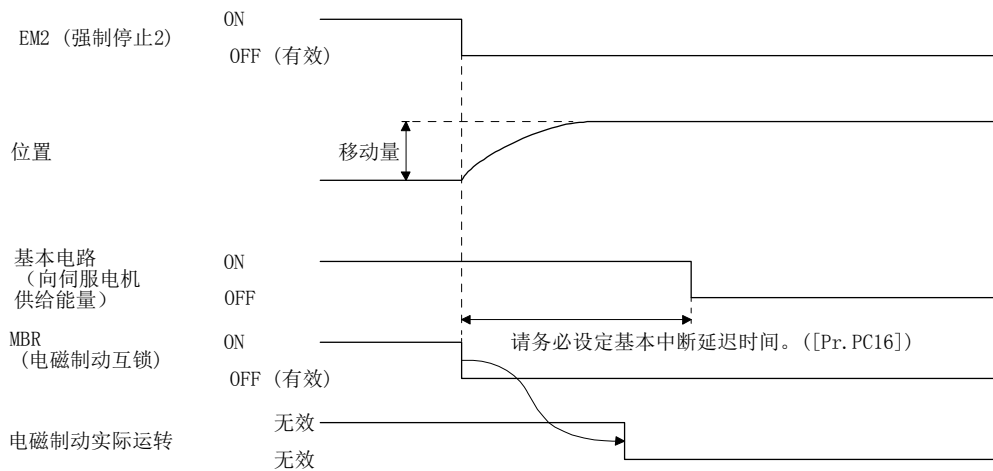 ON
EM2 (强制停止2)
OFF (有效)
位置
移动量
基本电路
(向伺服电机
供给能量)
ON
OFF
MBR
(电磁制动互锁)
ON
请务必设定基本中断延迟时间。([Pr.PC16])
OFF (有效)
无效
电磁制动实际运转
无效